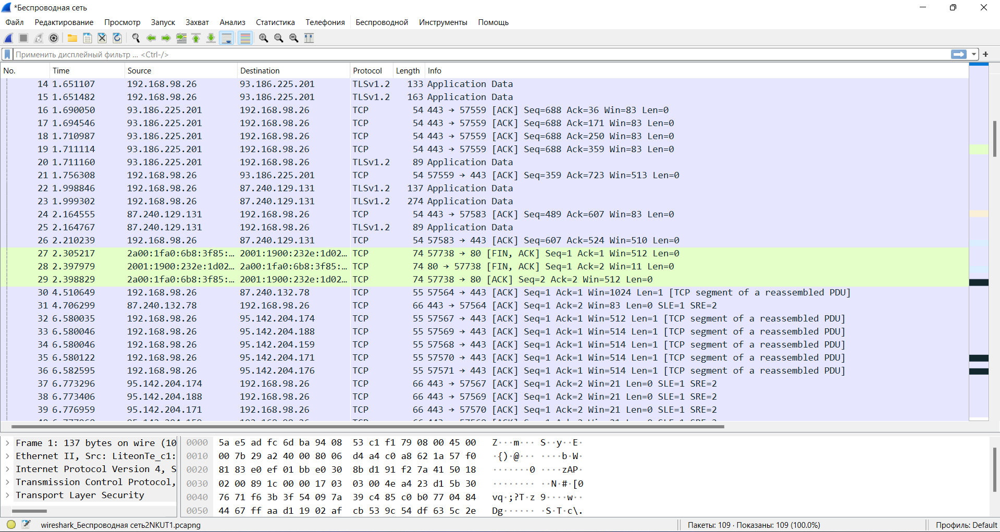 *Беспроводная сеть
Файл Редактирование Просмотр Запуск Захват Анализ Статистика Телефония Беспроводной Инструменты Помощь
Применить дисплейный фильтр ... <Ctrl-/>
No. Time Source Destination Protocol Length Info
14 1.651107 192.168.98.26 93.186.225.201 TLSv1.2 133 Application Data
15 1.651482 192.168.98.26 93.186.225.201 TLSv1.2 163 Application Data
16 1.690050 93.186.225.201 192.168.98.26 TCP 54 443 → 57559 [ACK] Seq=688 Ack=36 Win=83 Len=0
17 1.694546 93.186.225.201 192.168.98.26 TCP 54 443 → 57559 [ACK] Seq=688 Ack=171 Win=83 Len=0
18 1.710987 93.186.225.201 192.168.98.26 TCP 54 443 → 57559 [ACK] Seq=688 Ack=250 Win=83 Len=0
19 1.711114 93.186.225.201 192.168.98.26 TCP 54 443 → 57559 [ACK] Seq=688 Ack=359 Win=83 Len=0
20 1.711160 93.186.225.201 192.168.98.26 TLSv1.2 89 Application Data
21 1.756308 192.168.98.26 93.186.225.201 TCP 54 57559 → 443 [ACK] Seq=359 Ack=723 Win=513 Len=0
22 1.998846 192.168.98.26 87.240.129.131 TLSv1.2 137 Application Data
23 1.999302 192.168.98.26 87.240.129.131 TLSv1.2 274 Application Data
24 2.164555 87.240.129.131 192.168.98.26 TCP 54 443 → 57583 [ACK] Seq=489 Ack=607 Win=83 Len=0
25 2.164767 87.240.129.131 192.168.98.26 TLSv1.2 89 Application Data
26 2.210239 192.168.98.26 87.240.129.131 TCP 54 57583 → 443 [ACK] Seq=607 Ack=524 Win=510 Len=0
27 2.305217 2a00:1fa0:6b8:3f85:… 2001:1900:232e:1d02… TCP 74 57738 → 80 [FIN, ACK] Seq=1 Ack=1 Win=512 Len=0
28 2.397979 2001:1900:232e:1d02… 2a00:1fa0:6b8:3f85:… TCP 74 80 → 57738 [FIN, ACK] Seq=1 Ack=2 Win=11 Len=0
29 2.398829 2a00:1fa0:6b8:3f85:… 2001:1900:232e:1d02… TCP 74 57738 → 80 [ACK] Seq=2 Ack=2 Win=512 Len=0
30 4.510649 192.168.98.26 87.240.132.78 TCP 55 57564 → 443 [ACK] Seq=1 Ack=1 Win=1024 Len=1 [TCP segment of a reassembled PDU]
31 4.706299 87.240.132.78 192.168.98.26 TCP 66 443 → 57564 [ACK] Seq=1 Ack=2 Win=83 Len=0 SLE=1 SRE=2
32 6.580035 192.168.98.26 95.142.204.174 TCP 55 57567 → 443 [ACK] Seq=1 Ack=1 Win=512 Len=1 [TCP segment of a reassembled PDU]
33 6.580046 192.168.98.26 95.142.204.188 TCP 55 57569 → 443 [ACK] Seq=1 Ack=1 Win=514 Len=1 [TCP segment of a reassembled PDU]
34 6.580046 192.168.98.26 95.142.204.159 TCP 55 57568 → 443 [ACK] Seq=1 Ack=1 Win=514 Len=1 [TCP segment of a reassembled PDU]
35 6.580122 192.168.98.26 95.142.204.171 TCP 55 57570 → 443 [ACK] Seq=1 Ack=1 Win=514 Len=1 [TCP segment of a reassembled PDU]
36 6.582595 192.168.98.26 95.142.204.176 TCP 55 57571 → 443 [ACK] Seq=1 Ack=1 Win=514 Len=1 [TCP segment of a reassembled PDU]
37 6.773296 95.142.204.174 192.168.98.26 TCP 66 443 → 57567 [ACK] Seq=1 Ack=2 Win=21 Len=0 SLE=1 SRE=2
38 6.773406 95.142.204.188 192.168.98.26 TCP 66 443 → 57569 [ACK] Seq=1 Ack=2 Win=21 Len=0 SLE=1 SRE=2
39 6.776959 95.142.204.171 192.168.98.26 TCP 66 443 → 57570 [ACK] Seq=1 Ack=2 Win=21 Len=0 SLE=1 SRE=2
Frame 1: 137 bytes on wire (10
Ethernet II, Src: LiteonTe_c1:
Internet Protocol Version 4, S
Transmission Control Protocol,
Transport Layer Security
0000 5a e5 ad fc 6d ba 94 08 53 c1 f1 79 08 00 45 00 Z···m··· S··y··E·
0010 00 7b 29 a2 40 00 80 06 d4 a4 c0 a8 62 1a 57 f0 ·{)·@··· ····b·W·
0020 81 83 e0 ef 01 bb e0 30 8b d1 91 f2 7a 41 50 18 ·······0 ····zAP·
0030 02 00 89 1c 00 00 17 03 03 00 4e a4 23 d1 5b 30 ········ ··N·#·[0
0040 76 71 f6 3b 3f 54 09 7a 39 c4 85 c0 b0 77 04 84 vq·;?T·z 9····w··
0050 44 67 ff aa d1 19 02 af cb 53 9c 54 df 63 5c 2e Dg······ ·S·T·c\.
wireshark_Беспроводная сеть2NKUT1.pcapng
Пакеты: 109 · Показаны: 109 (100.0%)
Профиль: Default